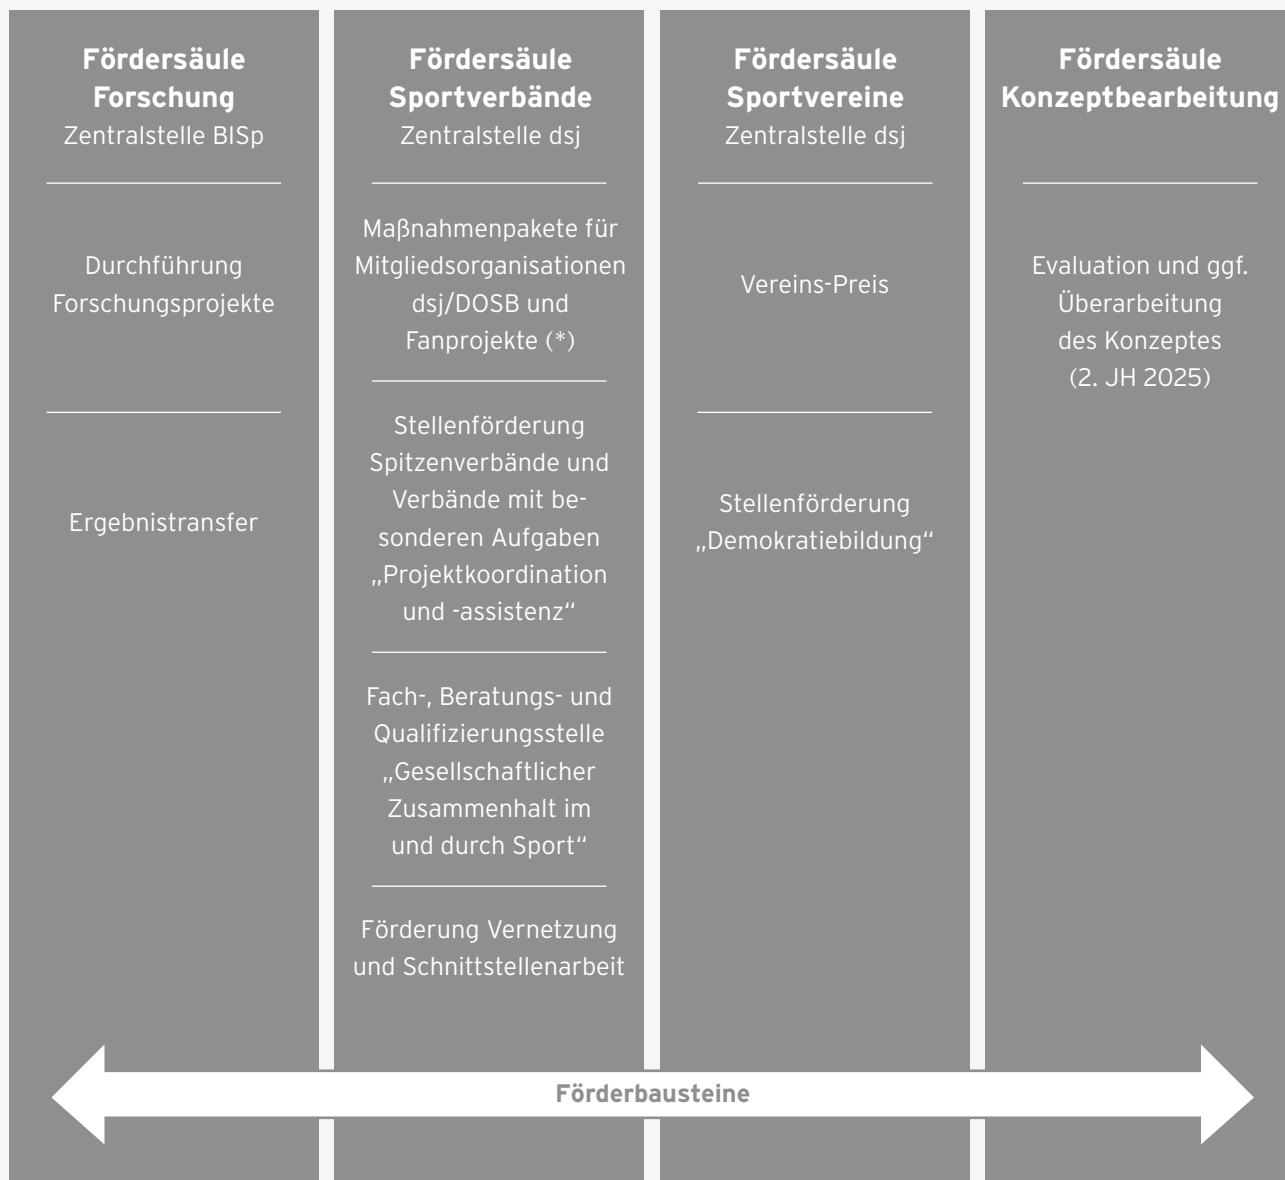 Fördersäule
Forschung
Zentralstelle BISp
Durchführung
Forschungsprojekte
Ergebnistransfer
Fördersäule
Sportverbände
Zentralstelle dsj
Maßnahmenpakete für
Mitgliedsorganisationen
dsj/DOSB und
Fanprojekte (*)
Stellenförderung
Spitzenverbände und
Verbände mit be-
sonderen Aufgaben
„Projektkoordination
und -assistenz“
Fach-, Beratungs- und
Qualifizierungsstelle
„Gesellschaftlicher
Zusammenhalt im
und durch Sport“
Förderung Vernetzung
und Schnittstellenarbeit
Fördersäule
Sportvereine
Zentralstelle dsj
Vereins-Preis
Stellenförderung
„Demokratiebildung“
Fördersäule
Konzeptbearbeitung
Evaluation und ggf.
Überarbeitung
des Konzeptes
(2. JH 2025)
Förderbausteine